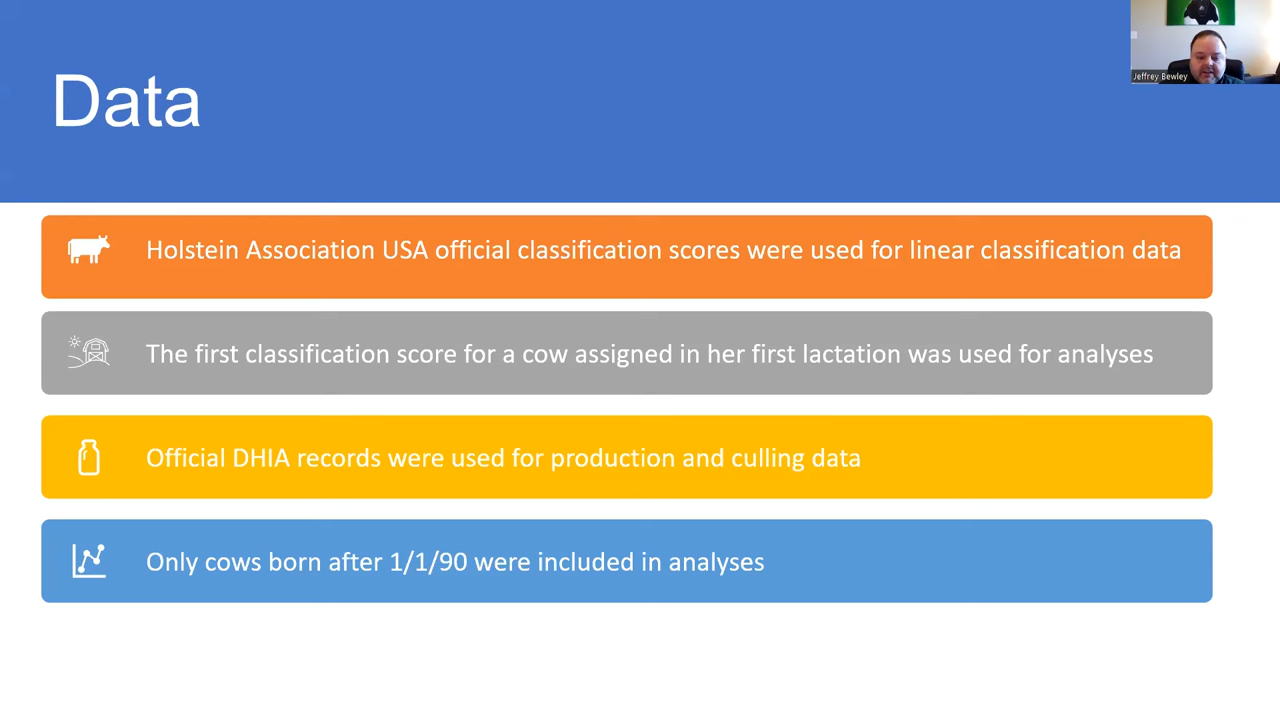 Data
Jeffrey Bewley
Holstein Association USA official classification scores were used for linear classification data
The first classification score for a cow assigned in her first lactation was used for analyses
Official DHIA records were used for production and culling data
Only cows born after 1/1/90 were included in analyses